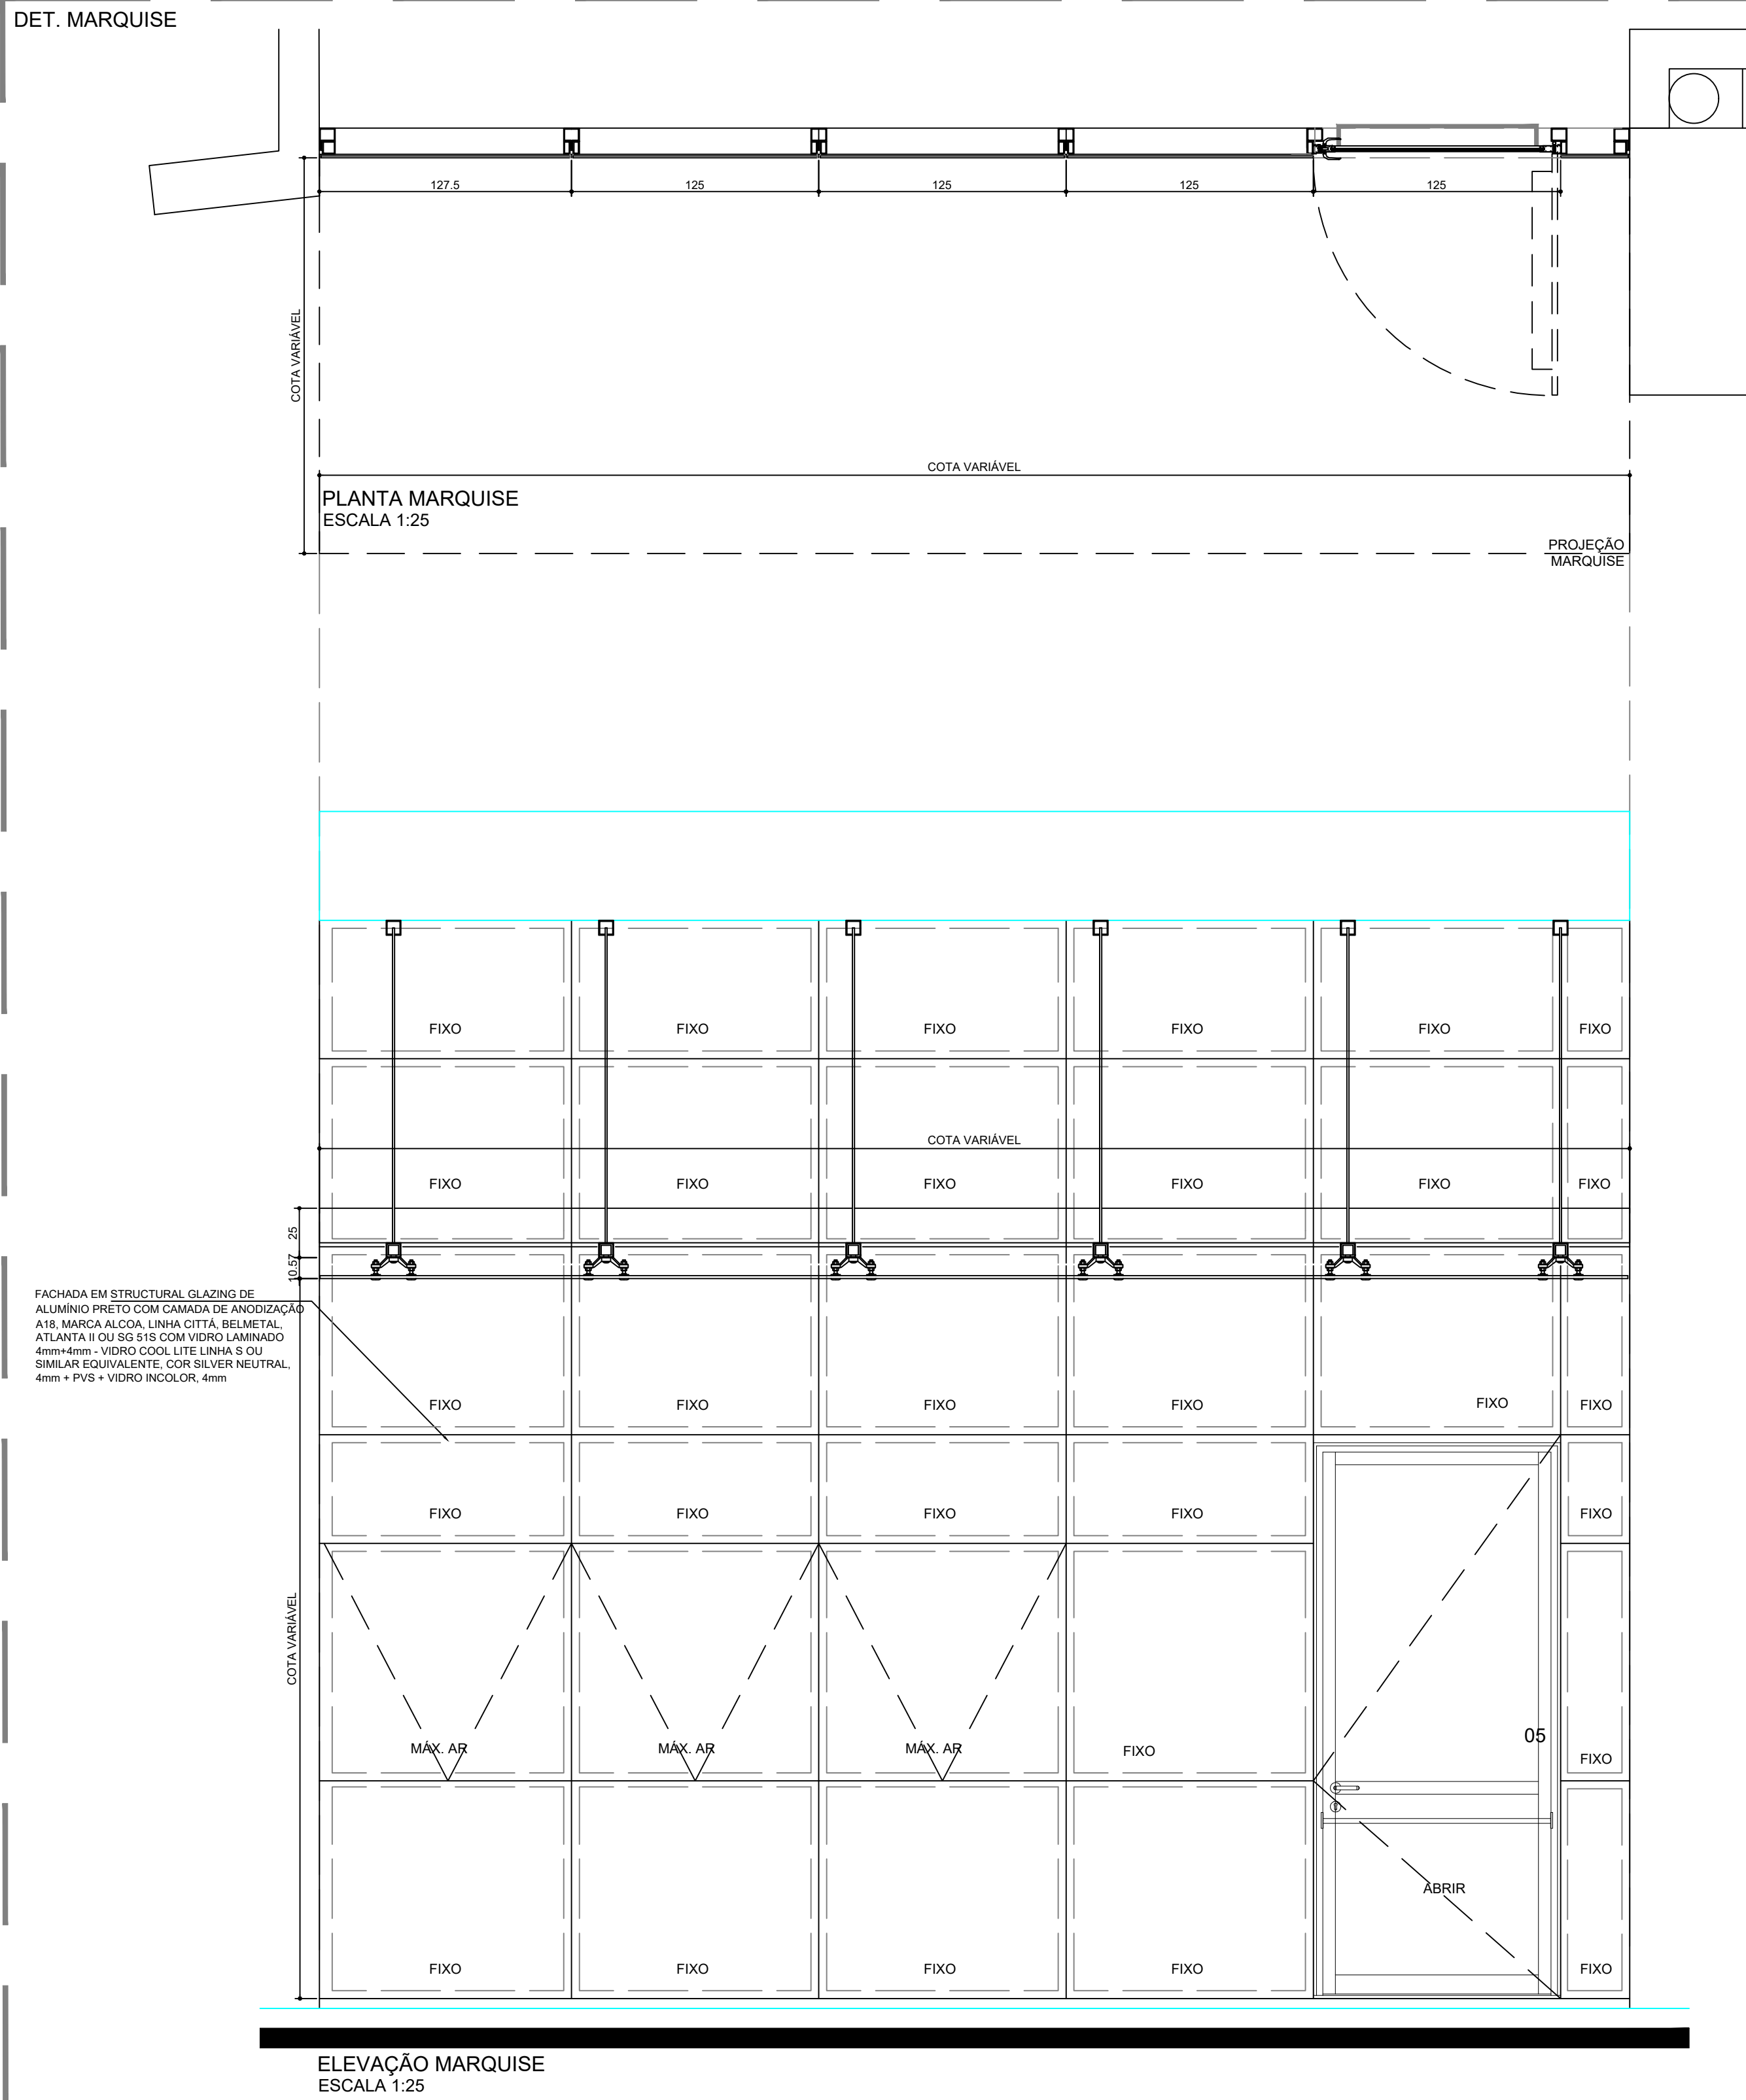 DET. MARQUISE
127.5
125
125
125
125
COTA VARIÁVEL
COTA VARIÁVEL
PLANTA MARQUISE
ESCALA 1:25
PROJEÇÃO
MARQUISE
FIXO
FIXO
FIXO
FIXO
FIXO
FIXO
COTA VARIÁVEL
FIXO
FIXO
FIXO
FIXO
FIXO
FIXO
25
10.57
FACHADA EM STRUCTURAL GLAZING DE
ALUMÍNIO PRETO COM CAMADA DE ANODIZAÇÃO
A18, MARCA ALCOA, LINHA CITTÁ, BELMETAL,
ATLANTA II OU SG 51S COM VIDRO LAMINADO
4mm+4mm - VIDRO COOL LITE LINHA S OU
SIMILAR EQUIVALENTE, COR SILVER NEUTRAL,
4mm + PVS + VIDRO INCOLOR, 4mm
FIXO
FIXO
FIXO
FIXO
FIXO
FIXO
FIXO
FIXO
FIXO
FIXO
FIXO
COTA VARIÁVEL
MÁX. AR
MÁX. AR
MÁX. AR
FIXO
05
FIXO
ABRIR
FIXO
FIXO
FIXO
FIXO
FIXO
ELEVAÇÃO MARQUISE
ESCALA 1:25